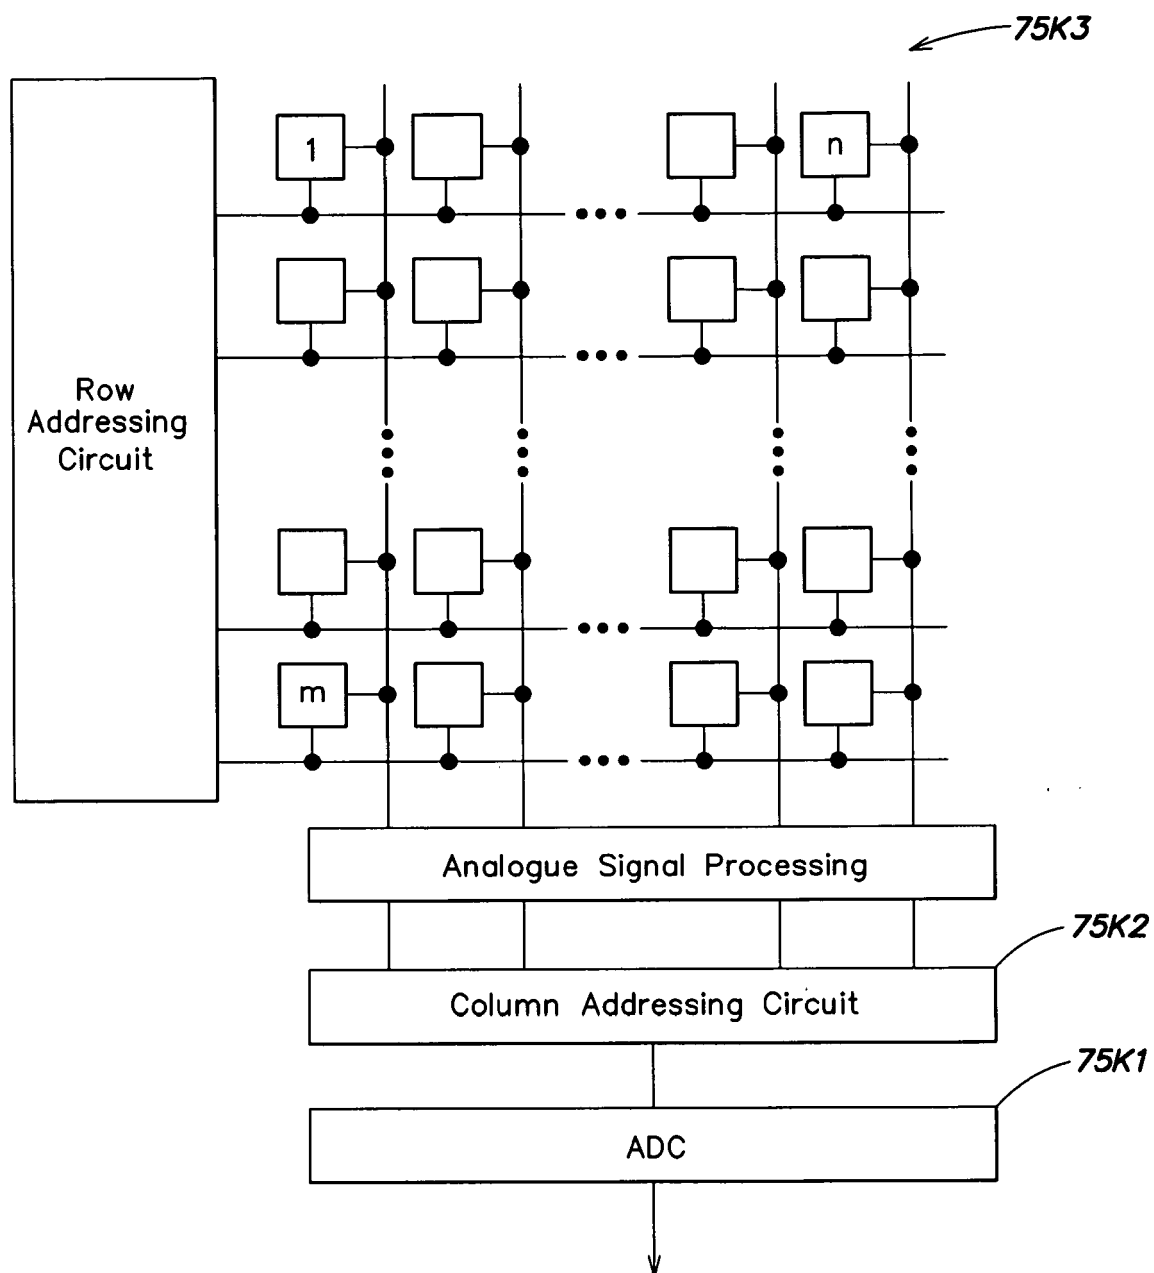 75K3
1
n
Row
Addressing
Circuit
m
Analogue Signal Processing
75K2
Column Addressing Circuit
75K1
ADC